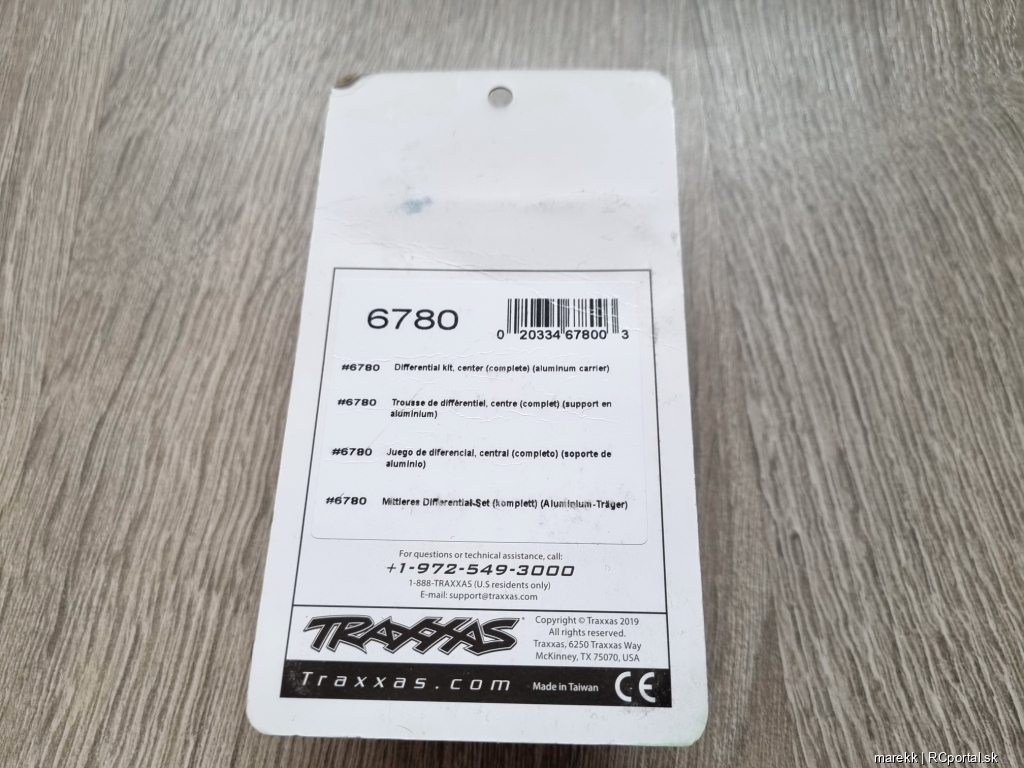 6780
0 20334 67800 3
#6780 Differential kit, center (complete) (aluminum carrier)
#6780 Trousse de différentiel, centre (complet) (support en
aluminium)
#6780 Juego de diferencial, central (completo) (soporte de
aluminio)
#6780 Mittleres Differential-Set (komplett) (Aluminium-Träger)
For questions or technical assistance, call:
+1-972-549-3000
1-888-TRAXXAS (U.S residents only)
E-mail: support@traxxas.com
TRAXXAS
Copyright © Traxxas 2019
All rights reserved.
Traxxas, 6250 Traxxas Way
McKinney, TX 75070, USA
Traxxas.com
Made in Taiwan
CE
marekk | RCportal.sk